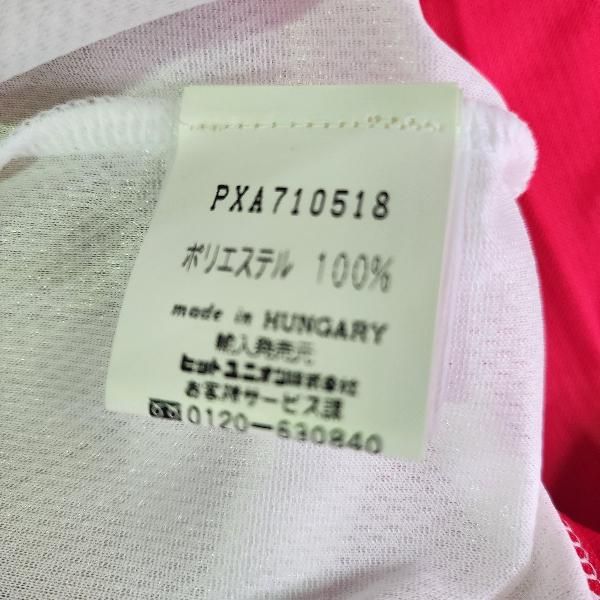 PXA710518
ポリエステル 100%
made in HUNGARY
輸入発売元
ヒットユニオン株式会社
お客様サービス課
0120-630840